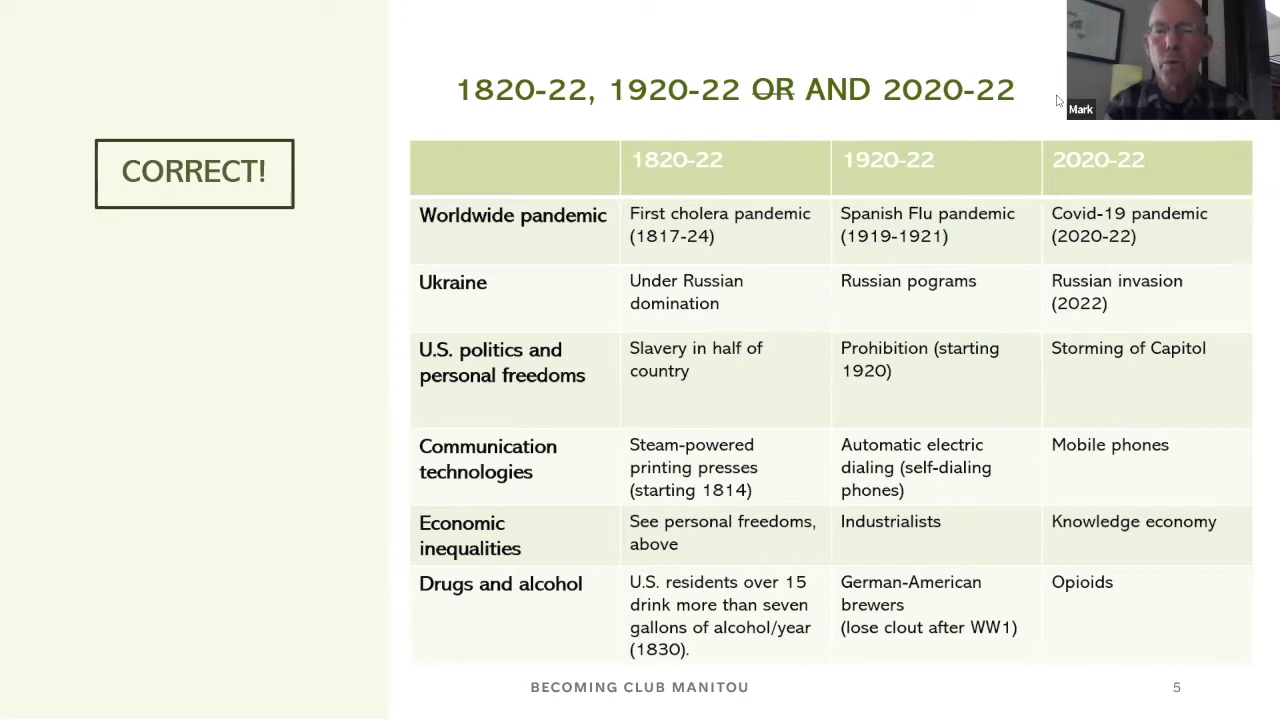 1820-22, 1920-22 OR AND 2020-22
Mark
CORRECT!
1820-22 1920-22 2020-22
Worldwide pandemic First cholera pandemic Spanish Flu pandemic Covid-19 pandemic
(1817-24) (1919-1921) (2020-22)
Ukraine Under Russian Russian pograms Russian invasion
domination (2022)
U.S. politics and Slavery in half of Prohibition (starting Storming of Capitol
personal freedoms country 1920)
Communication Steam-powered Automatic electric Mobile phones
technologies printing presses dialing (self-dialing
(starting 1814) phones)
Economic See personal freedoms, Industrialists Knowledge economy
inequalities above
Drugs and alcohol U.S. residents over 15 German-American Opioids
drink more than seven brewers
gallons of alcohol/year (lose clout after WW1)
(1830).
BECOMING CLUB MANITOU 5